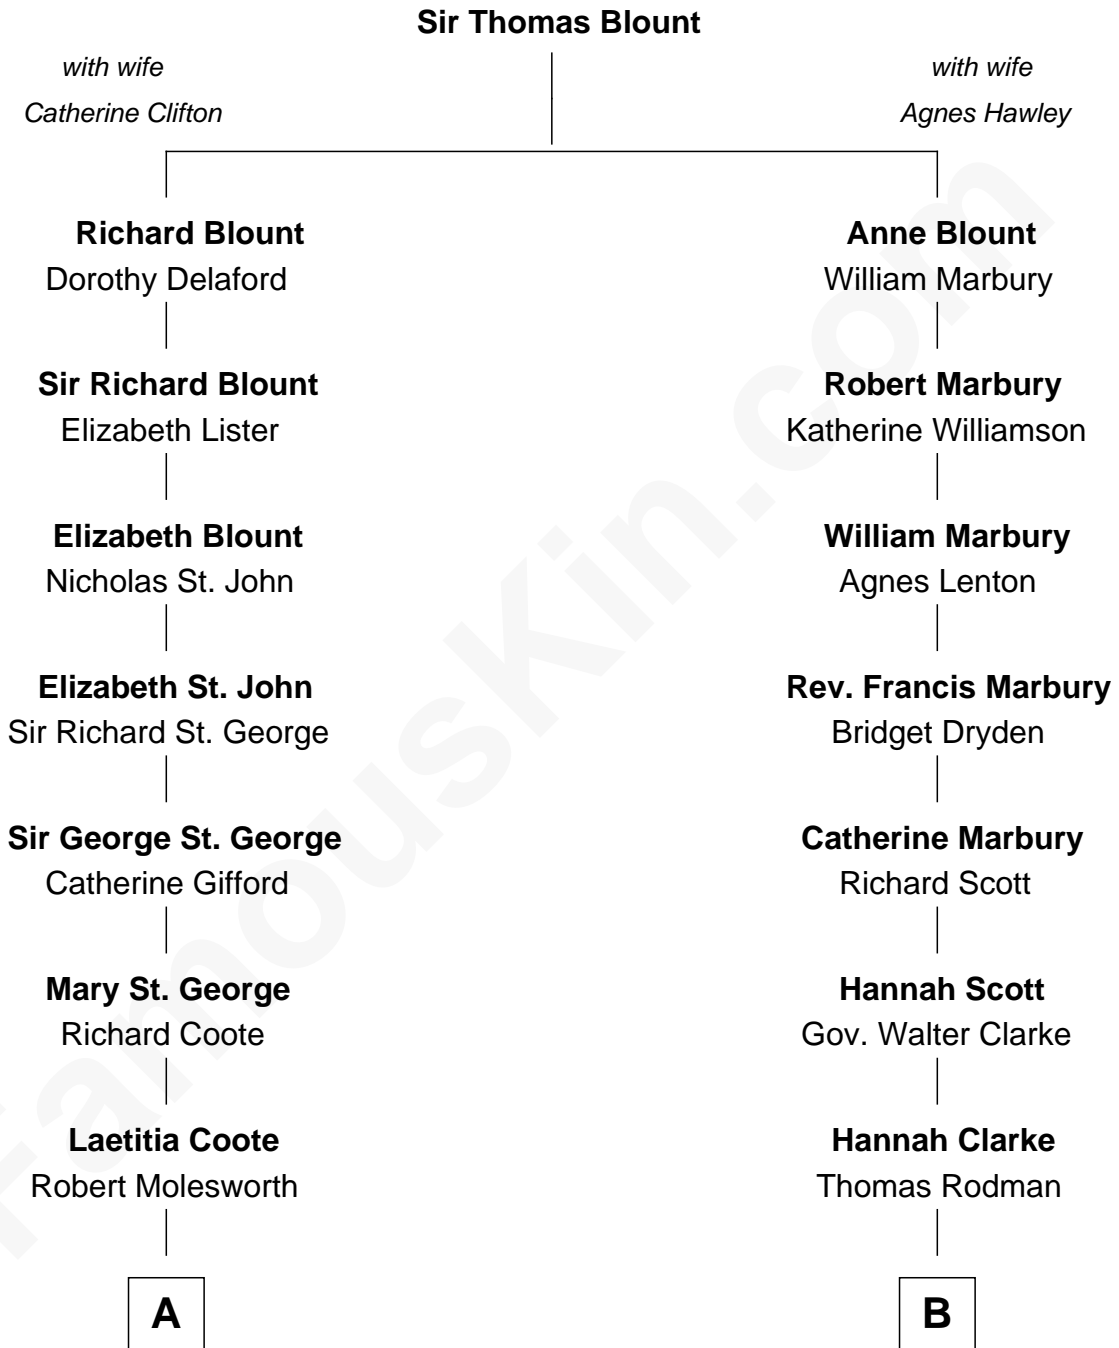 Sir Thomas Blount
with wife
Catherine Clifton
with wife
Agnes Hawley
Richard Blount
Dorothy Delaford
Anne Blount
William Marbury
Sir Richard Blount
Elizabeth Lister
Robert Marbury
Katherine Williamson
Elizabeth Blount
Nicholas St. John
William Marbury
Agnes Lenton
Elizabeth St. John
Sir Richard St. George
Rev. Francis Marbury
Bridget Dryden
Sir George St. George
Catherine Gifford
Catherine Marbury
Richard Scott
Mary St. George
Richard Coote
Hannah Scott
Gov. Walter Clarke
Laetitia Coote
Robert Molesworth
Hannah Clarke
Thomas Rodman
A
B
FamousKin.com